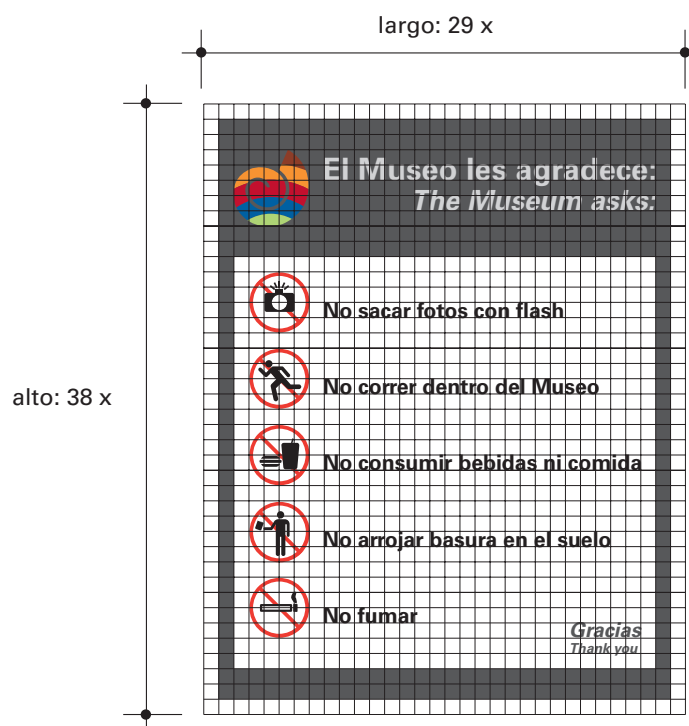 largo: 29 x
El Museo les agradece:
The Museum asks:
alto: 38 x
No sacar fotos con flash
No correr dentro del Museo
No consumir bebidas ni comida
No arrojar basura en el suelo
No fumar
Gracias
Thank you